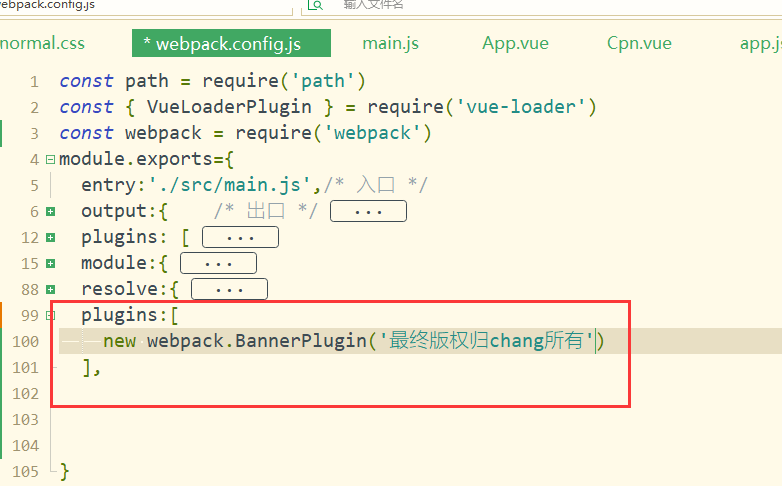 webpack.config.js
输入文件名
normal.css * webpack.config.js main.js App.vue Cpn.vue app.j
1 const path = require('path')
2 const { VueLoaderPlugin } = require('vue-loader')
3 const webpack = require('webpack')
4 module.exports={
5 entry:'./src/main.js',/* 入口 */
6 output:{ /* 出口 */ ...
12 plugins: [ ...
15 module:{ ...
88 resolve:{ ...
99 plugins:[
100 new webpack.BannerPlugin('最终版权归chang所有')
101 ],
102
103
104
105 }